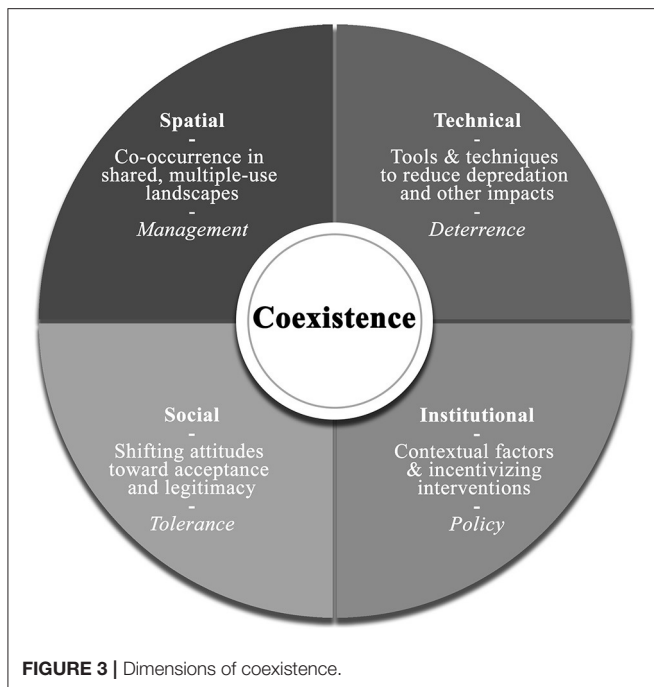 Spatial
-
Co-occurrence in
shared, multiple-use
landscapes
-
Management
Technical
-
Tools & techniques
to reduce depredation
and other impacts
-
Deterrence
Coexistence
Social
-
Shifting attitudes
toward acceptance
and legitimacy
-
Tolerance
Institutional
-
Contextual factors
& incentivizing
interventions
-
Policy
FIGURE 3 | Dimensions of coexistence.